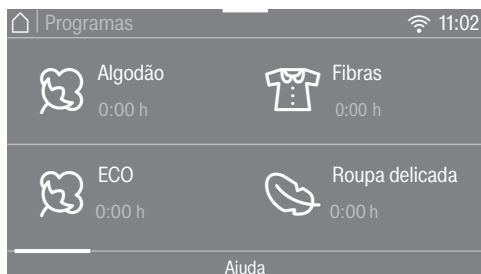 Programas 11:02
Algodão
0:00 h
Fibras
0:00 h
ECO
0:00 h
Roupa delicada
0:00 h
Ajuda